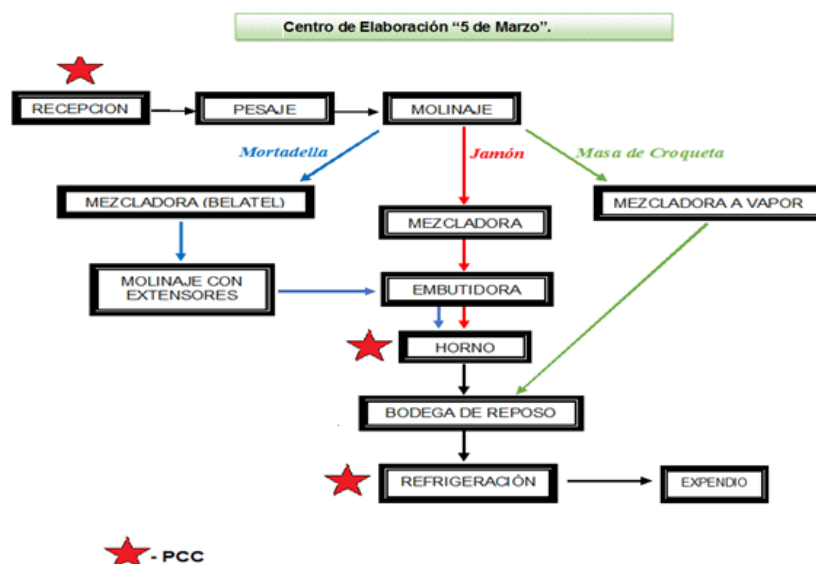 Centro de Elaboración “5 de Marzo”.
RECEPCION
PESAJE
MOLINAJE
Mortadella
Jamón
Masa de Croqueta
MEZCLADORA (BELATEL)
MEZCLADORA
MEZCLADORA A VAPOR
MOLINAJE CON
EXTENSORES
EMBUTIDORA
HORNO
BODEGA DE REPOSO
REFRIGERACIÓN
EXPENDIO
- PCC